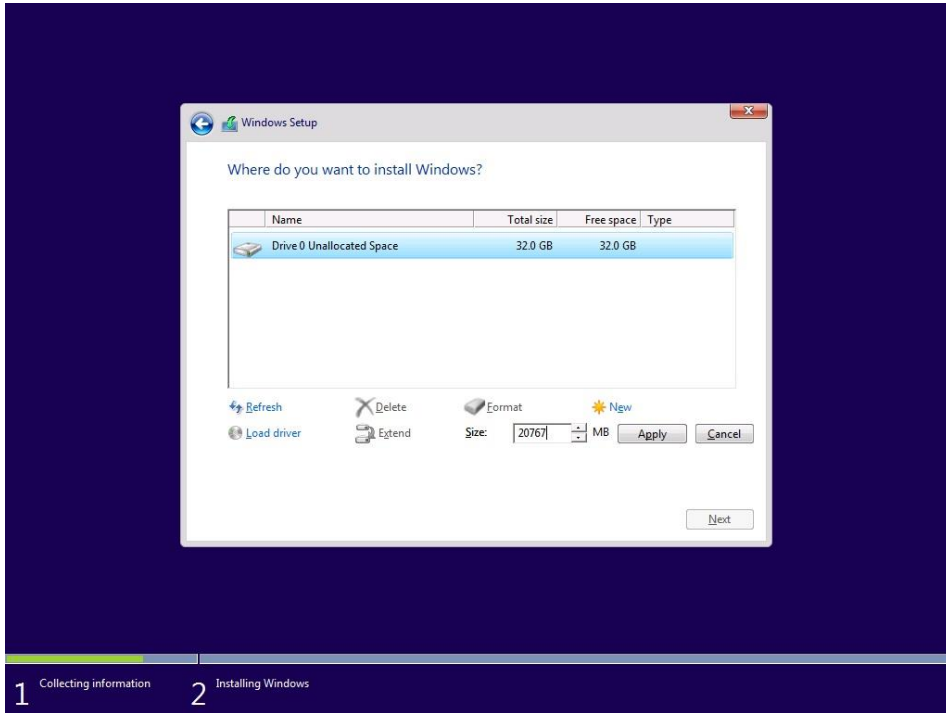 Windows Setup
Where do you want to install Windows?
Name Total size Free space Type
Drive 0 Unallocated Space 32.0 GB 32.0 GB
Refresh Delete Format New
Load driver Extend Size: 20767 MB Apply Cancel
Next
1 Collecting information 2 Installing Windows